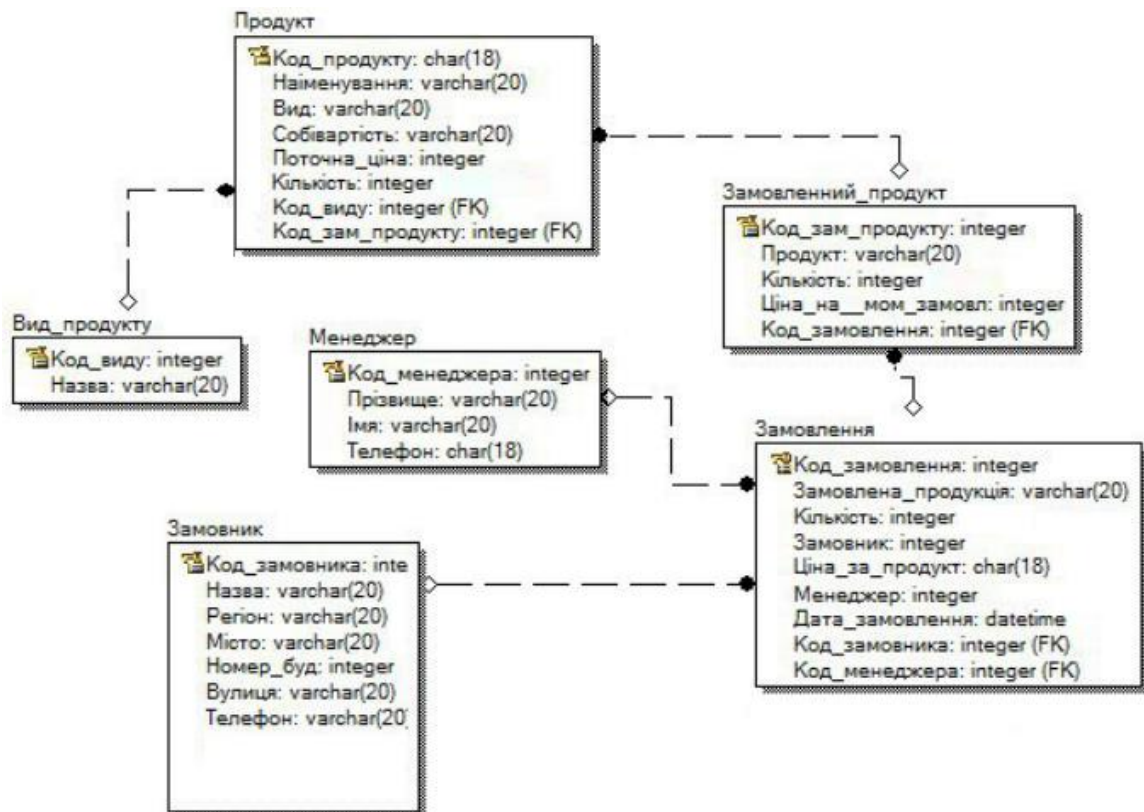 Продукт
Код_продукту: char(18)
Наіменування: varchar(20)
Вид: varchar(20)
Собівартість: varchar(20)
Поточна_ціна: integer
Кількість: integer
Код_виду: integer (FK)
Код_зам_продукту: integer (FK)
Замовленний_продукт
Код_зам_продукту: integer
Продукт: varchar(20)
Кількість: integer
Ціна_на__мом_замовл: integer
Код_замовлення: integer (FK)
Вид_продукту
Код_виду: integer
Назва: varchar(20)
Менеджер
Код_менеджера: integer
Прізвище: varchar(20)
Імя: varchar(20)
Телефон: char(18)
Замовлення
Код_замовлення: integer
Замовлена_продукція: varchar(20)
Кількість: integer
Замовник: integer
Ціна_за_продукт: char(18)
Менеджер: integer
Дата_замовлення: datetime
Код_замовника: integer (FK)
Код_менеджера: integer (FK)
Замовник
Код_замовника: inte
Назва: varchar(20)
Регіон: varchar(20)
Місто: varchar(20)
Номер_буд: integer
Вулиця: varchar(20)
Телефон: varchar(20)